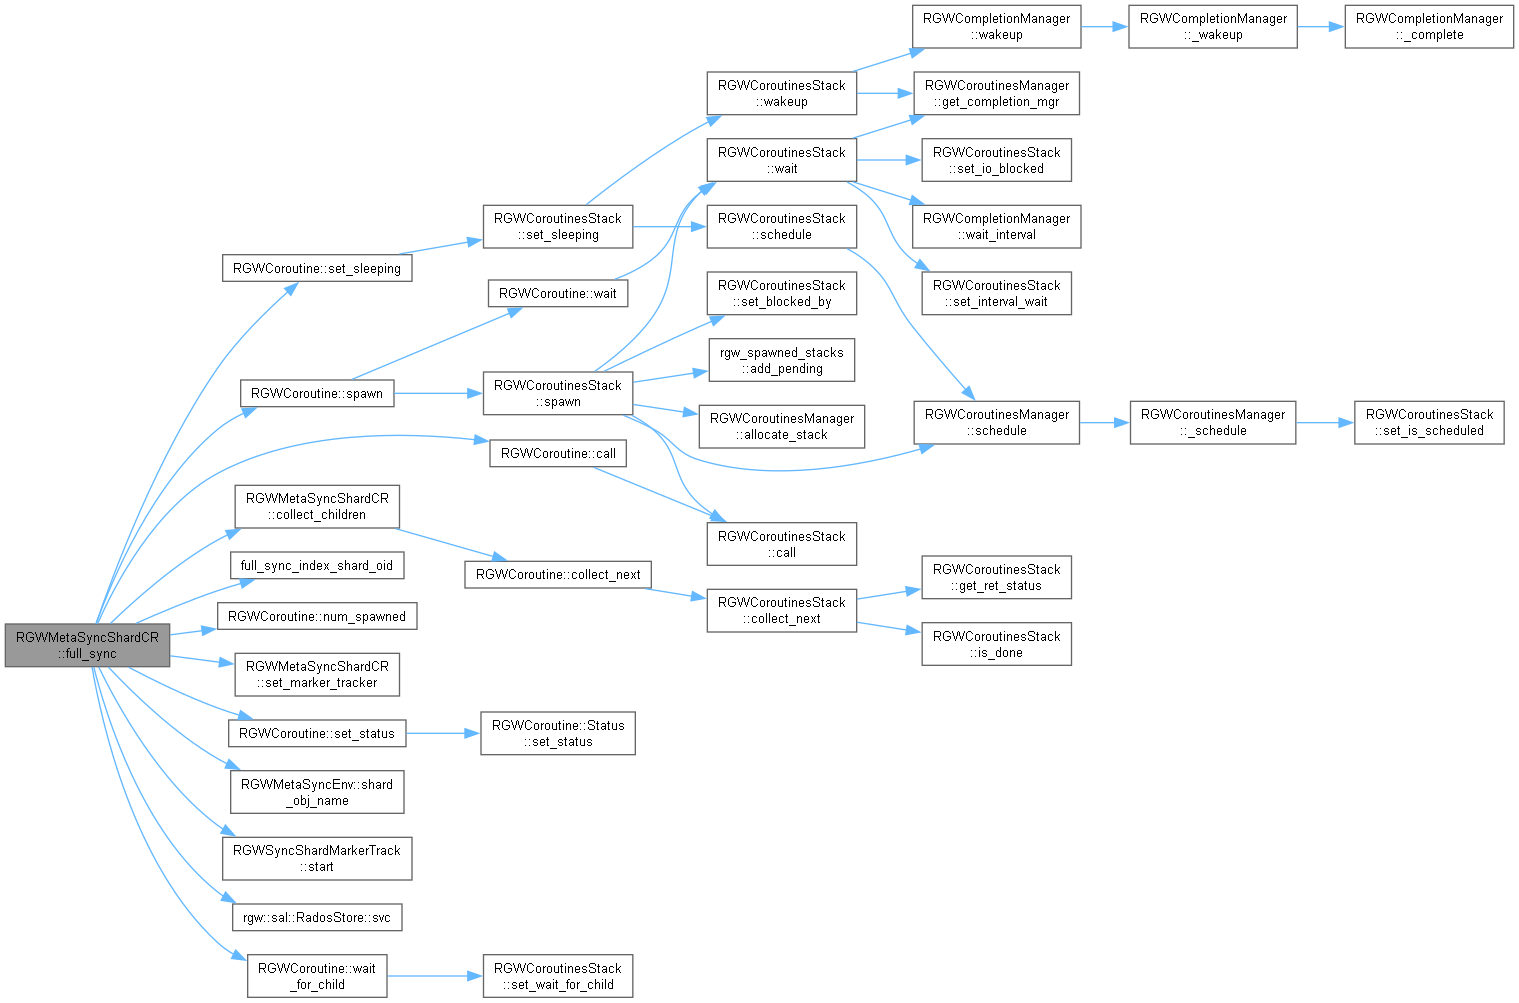 RGWMetaSyncShardCR
::full_sync
RGWCoroutine::set_sleeping
RGWCoroutinesStack
::set_sleeping
RGWCoroutinesStack
::wakeup
RGWCompletionManager
::wakeup
RGWCompletionManager
::_wakeup
RGWCompletionManager
::_complete
RGWCoroutinesManager
::get_completion_mgr
RGWCoroutinesStack
::wait
RGWCoroutinesStack
::set_io_blocked
RGWCompletionManager
::wait_interval
RGWCoroutinesStack
::set_interval_wait
RGWCoroutinesStack
::schedule
RGWCoroutine::wait
RGWCoroutinesStack
::set_blocked_by
rgw_spawned_stacks
::add_pending
RGWCoroutine::spawn
RGWCoroutinesStack
::spawn
RGWCoroutinesManager
::allocate_stack
RGWCoroutinesManager
::schedule
RGWCoroutinesManager
::_schedule
RGWCoroutinesStack
::set_is_scheduled
RGWCoroutine::call
RGWCoroutinesStack
::call
RGWMetaSyncShardCR
::collect_children
RGWCoroutine::collect_next
RGWCoroutinesStack
::collect_next
RGWCoroutinesStack
::get_ret_status
RGWCoroutinesStack
::is_done
full_sync_index_shard_oid
RGWCoroutine::num_spawned
RGWMetaSyncShardCR
::set_marker_tracker
RGWCoroutine::set_status
RGWCoroutine::Status
::set_status
RGWMetaSyncEnv::shard
_obj_name
RGWSyncShardMarkerTrack
::start
rgw::sal::RadosStore::svc
RGWCoroutine::wait
_for_child
RGWCoroutinesStack
::set_wait_for_child